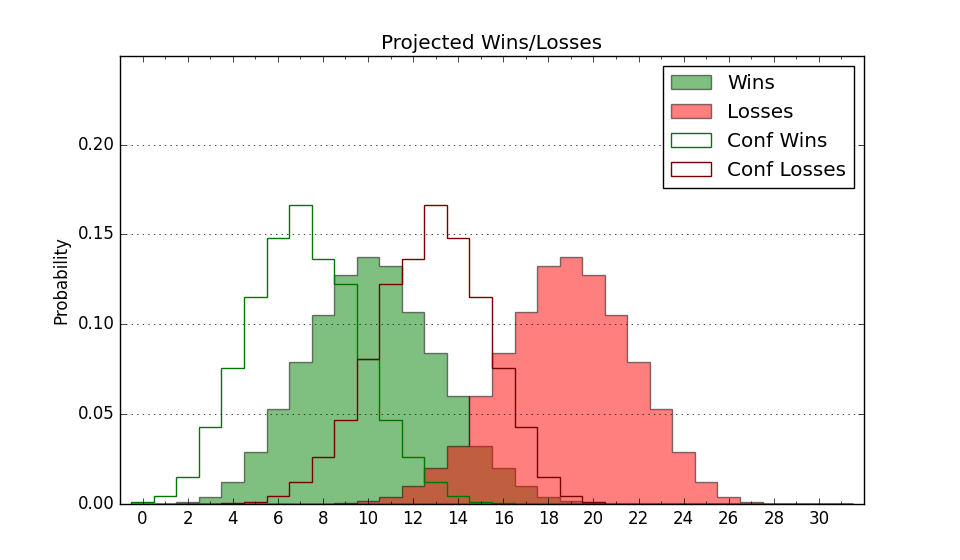 Projected Wins/Losses
Wins
Losses
Conf Wins
Conf Losses
Probability
0.20
0.15
0.10
0.05
0.00
0 2 4 6 8 10 12 14 16 18 20 22 24 26 28 30